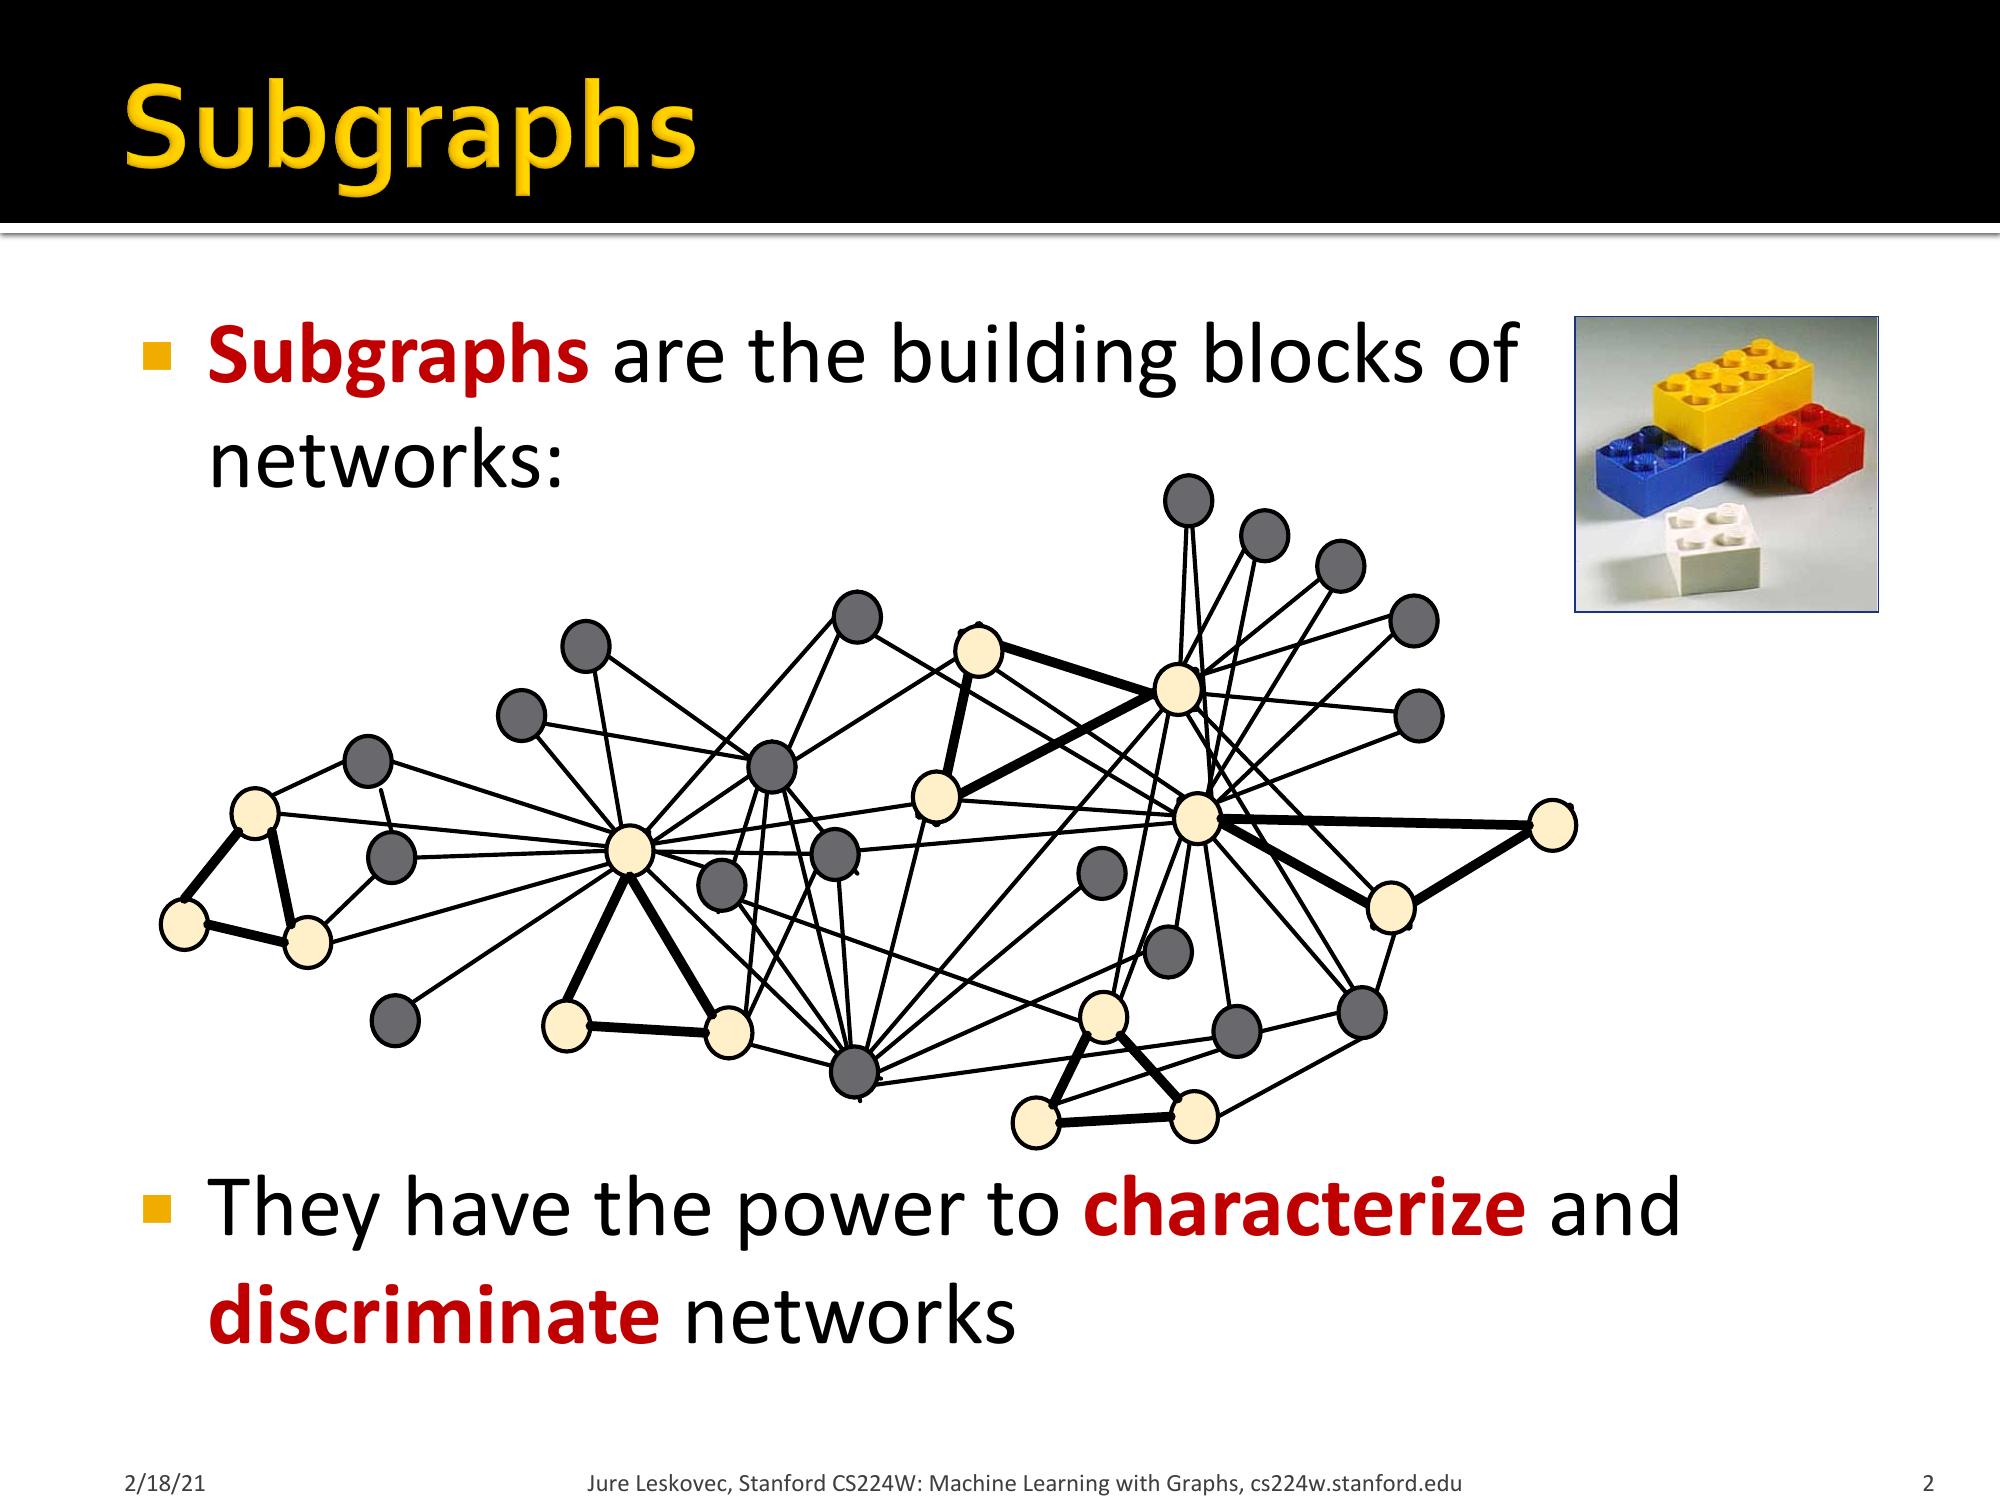 Subgraphs
Subgraphs are the building blocks of
networks:
They have the power to characterize and
discriminate networks
2/18/21
Jure Leskovec, Stanford CS224W: Machine Learning with Graphs, cs224w.stanford.edu
2